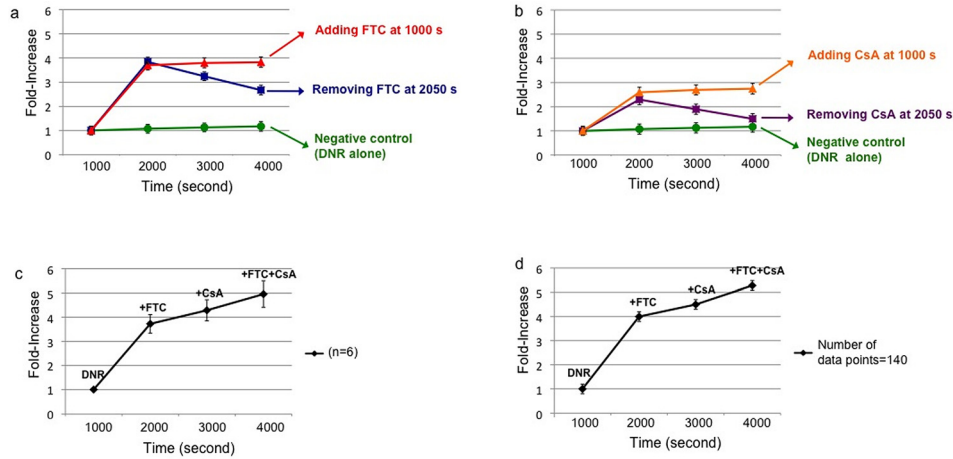 a
6
5
4
3
2
1
0
Fold-Increase
1000 2000 3000 4000
Time (second)
Adding FTC at 1000 s
Removing FTC at 2050 s
Negative control
(DNR alone)
b
6
5
4
3
2
1
0
Fold-Increase
1000 2000 3000 4000
Time (second)
Adding CsA at 1000 s
Removing CsA at 2050 s
Negative control
(DNR alone)
c
6
5
4
3
2
1
0
Fold-Increase
DNR
+FTC
+CsA
+FTC+CsA
1000 2000 3000 4000
Time (second)
(n=6)
d
6
5
4
3
2
1
0
Fold-Increase
DNR
+FTC
+CsA
+FTC+CsA
1000 2000 3000 4000
Time (second)
Number of
data points=140